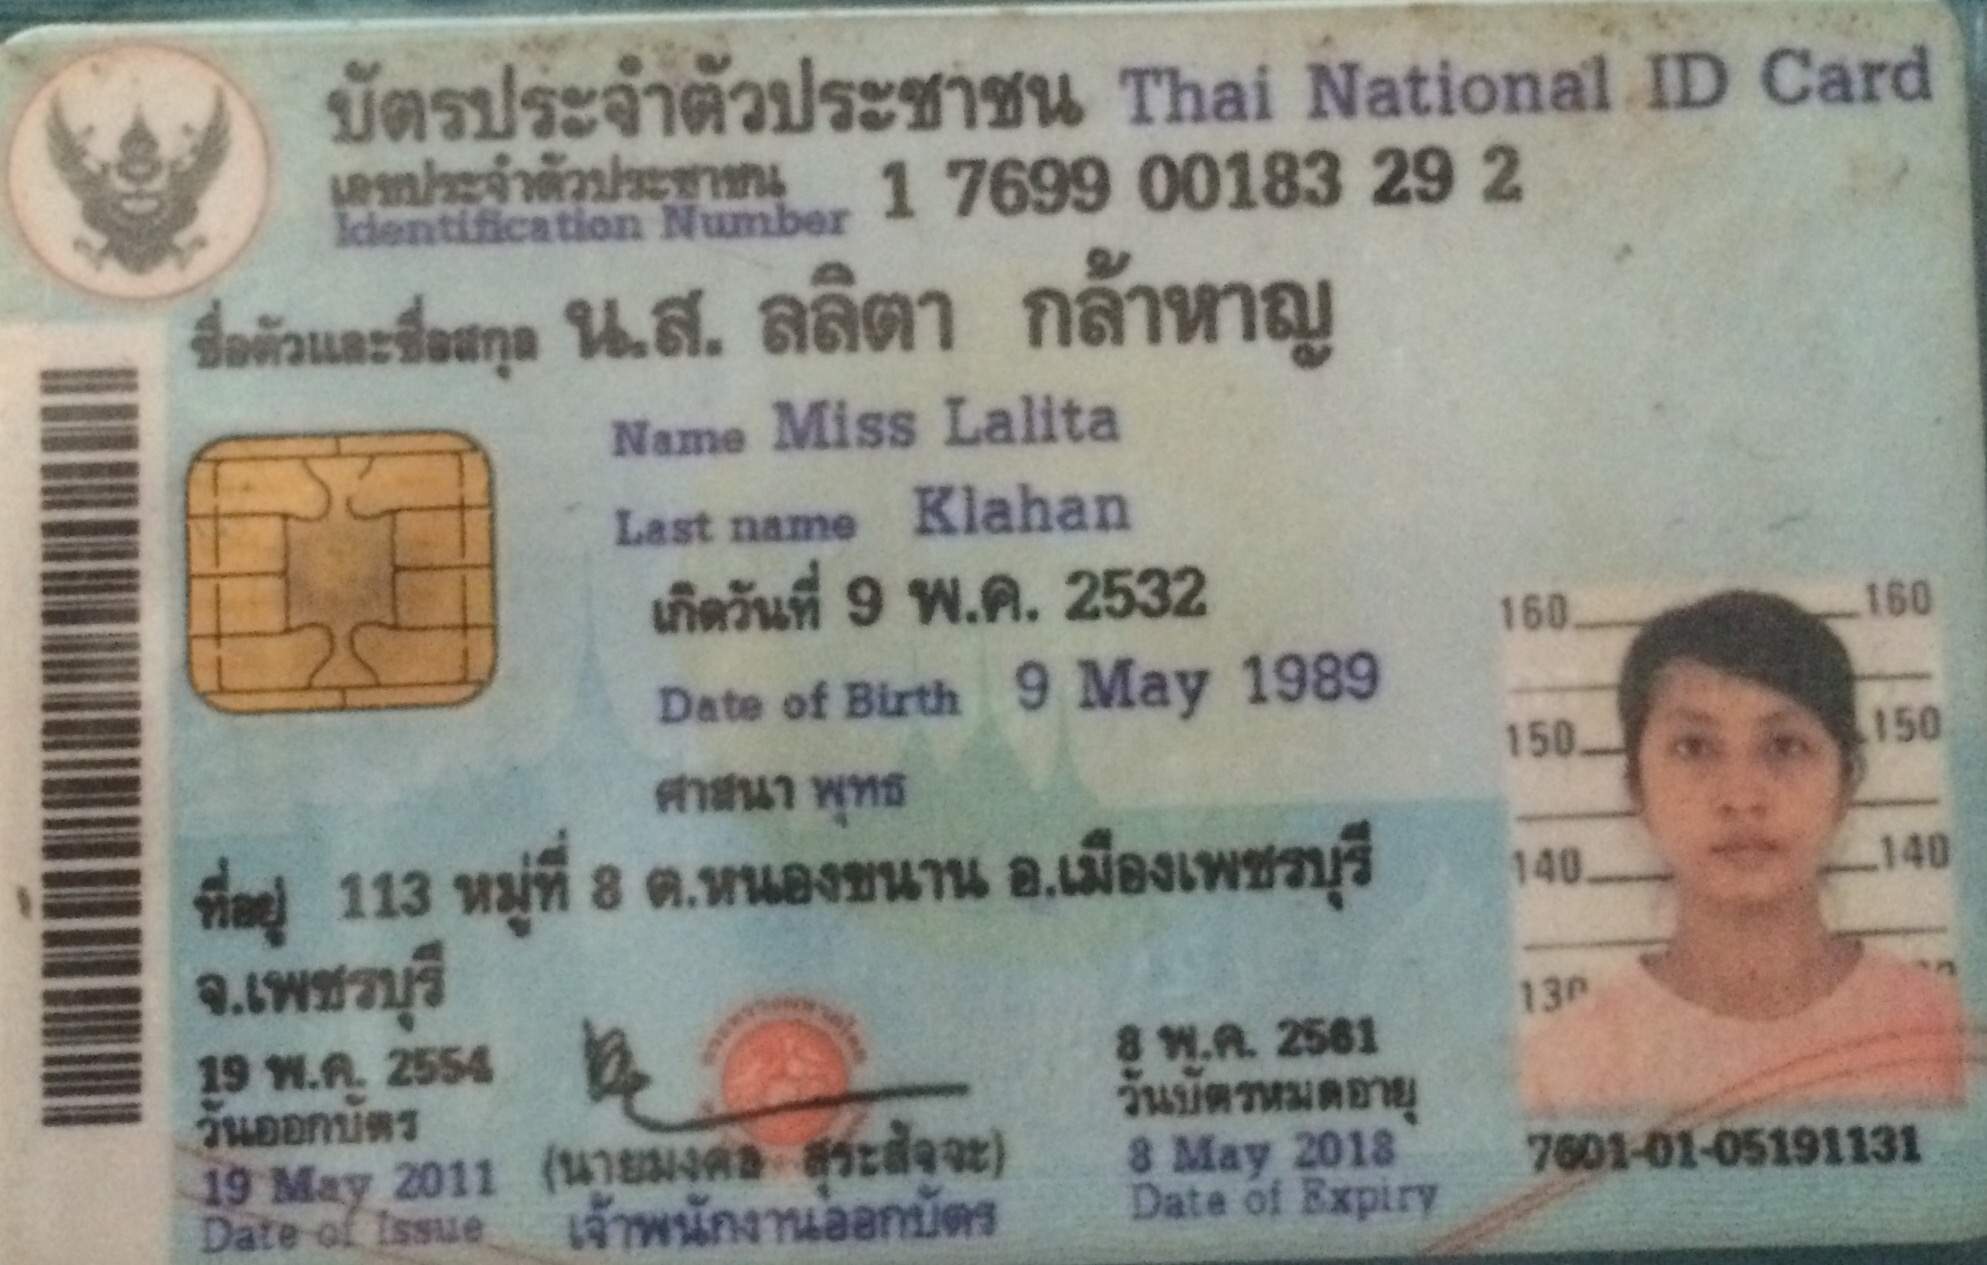 บัตรประจำตัวประชาชน Thai National ID Card
เลขประจำตัวประชาชน
Identification Number 1 7699 00183 29 2
ชื่อตัวและชื่อสกุล น.ส. ลลิตา กล้าหาญ
Name Miss Lalita
Last name Klahan
เกิดวันที่ 9 พ.ค. 2532
Date of Birth 9 May 1989
ศาสนา พุทธ
ที่อยู่ 113 หมู่ที่ 8 ต.หนองขนาน อ.เมืองเพชรบุรี
จ.เพชรบุรี
19 พ.ค. 2554
วันออกบัตร
19 May 2011
Date of Issue
(นายมงคล สุระสัจจะ)
เจ้าพนักงานออกบัตร
8 พ.ค. 2561
วันบัตรหมดอายุ
8 May 2018
Date of Expiry
160 160
150 150
140 140
130
7601-01-05191131